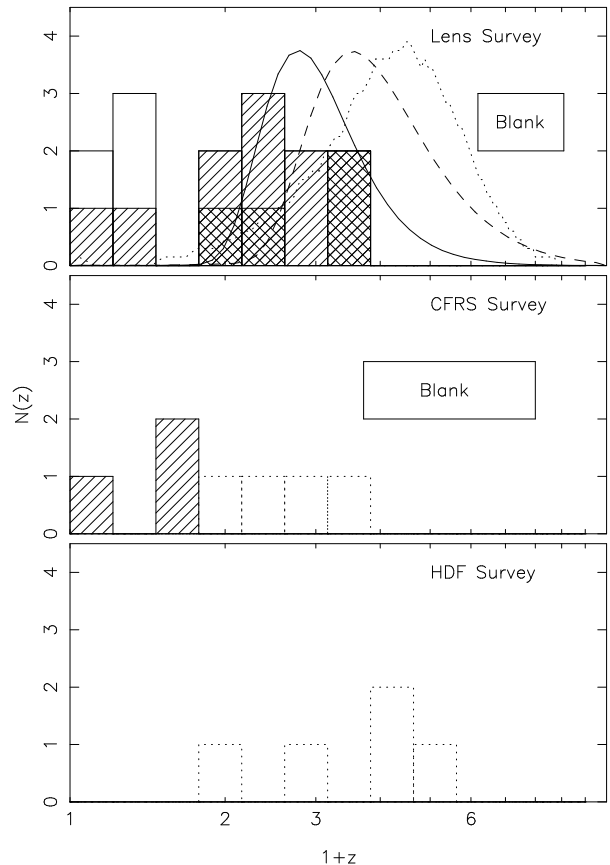 Lens Survey
Blank
0 1 2 3 4
CFRS Survey
Blank
0 1 2 3 4
N(z)
HDF Survey
0 1 2 3 4
1 2 3 6
1+z